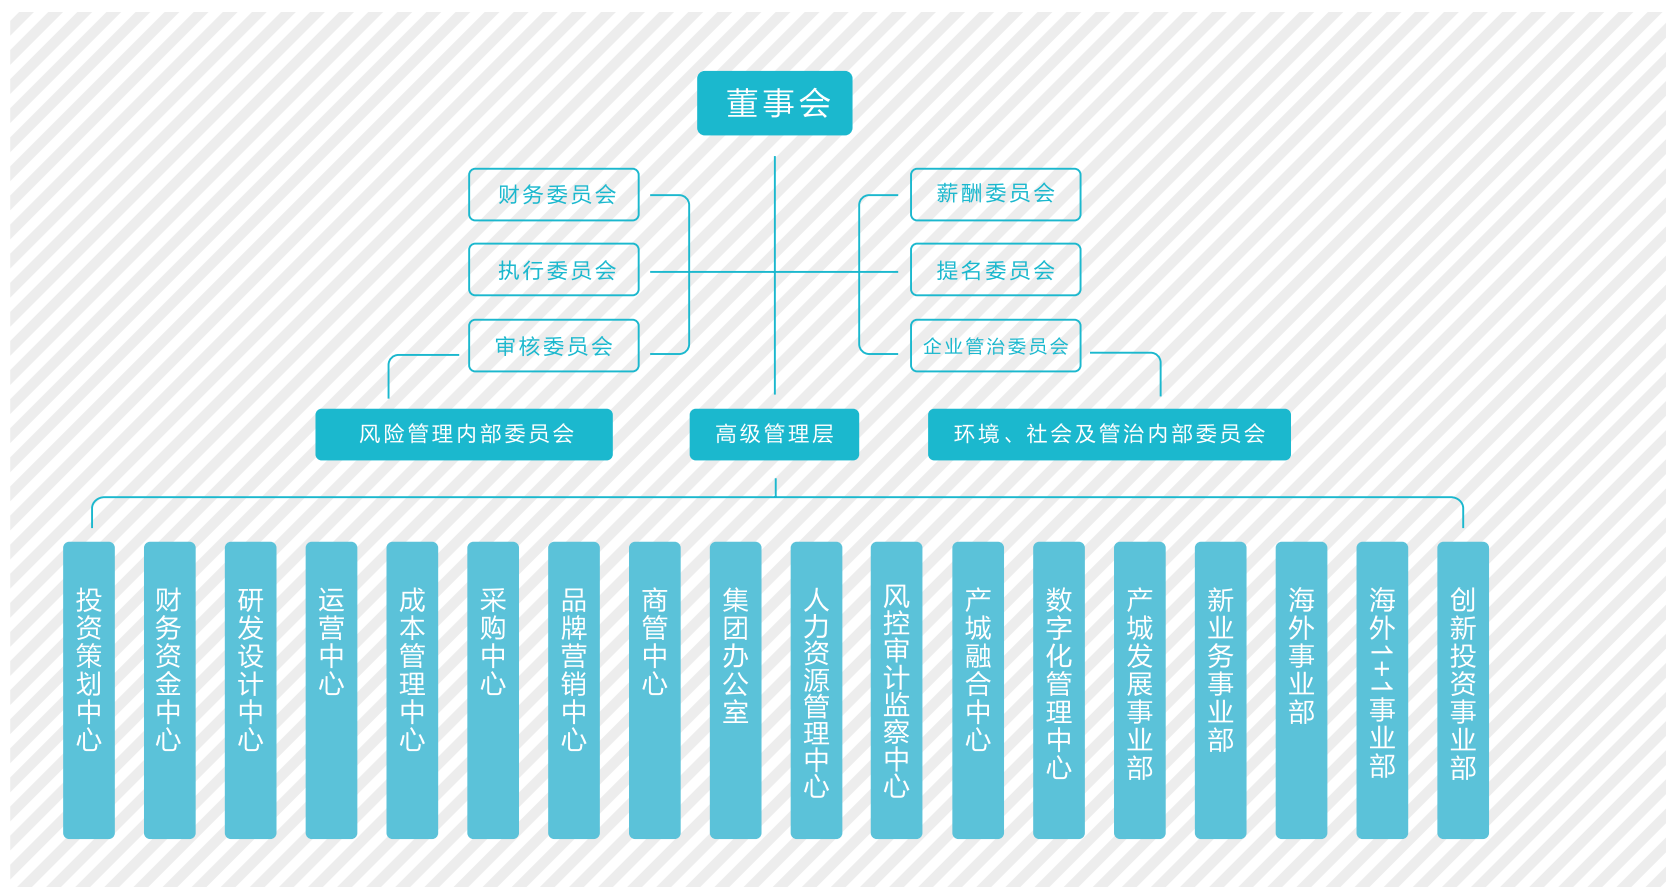 董事会
财务委员会
薪酬委员会
执行委员会
提名委员会
审核委员会
企业管治委员会
风险管理内部委员会
高级管理层
环境、社会及管治内部委员会
投资策划中心
财务资金中心
研发设计中心
运营中心
成本管理中心
采购中心
品牌营销中心
商管中心
集团办公室
人力资源管理中心
风控审计监察中心
产城融合中心
数字化管理中心
产城发展事业部
新业务事业部
海外事业部
海外1+1事业部
创新投资事业部